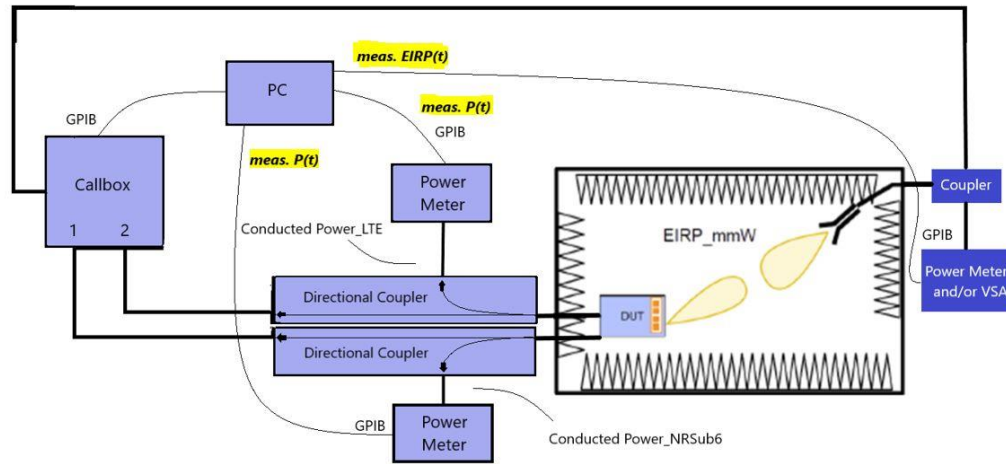 meas. EIRP(t)
PC
GPIB
meas. P(t)
GPIB
meas. P(t)
Callbox
1 2
Power
Meter
Conducted Power_LTE
EIRP_mmW
Coupler
GPIB
Power Meter
and/or VSA
Directional Coupler
DUT
Directional Coupler
GPIB
Power
Meter
Conducted Power_NRSub6